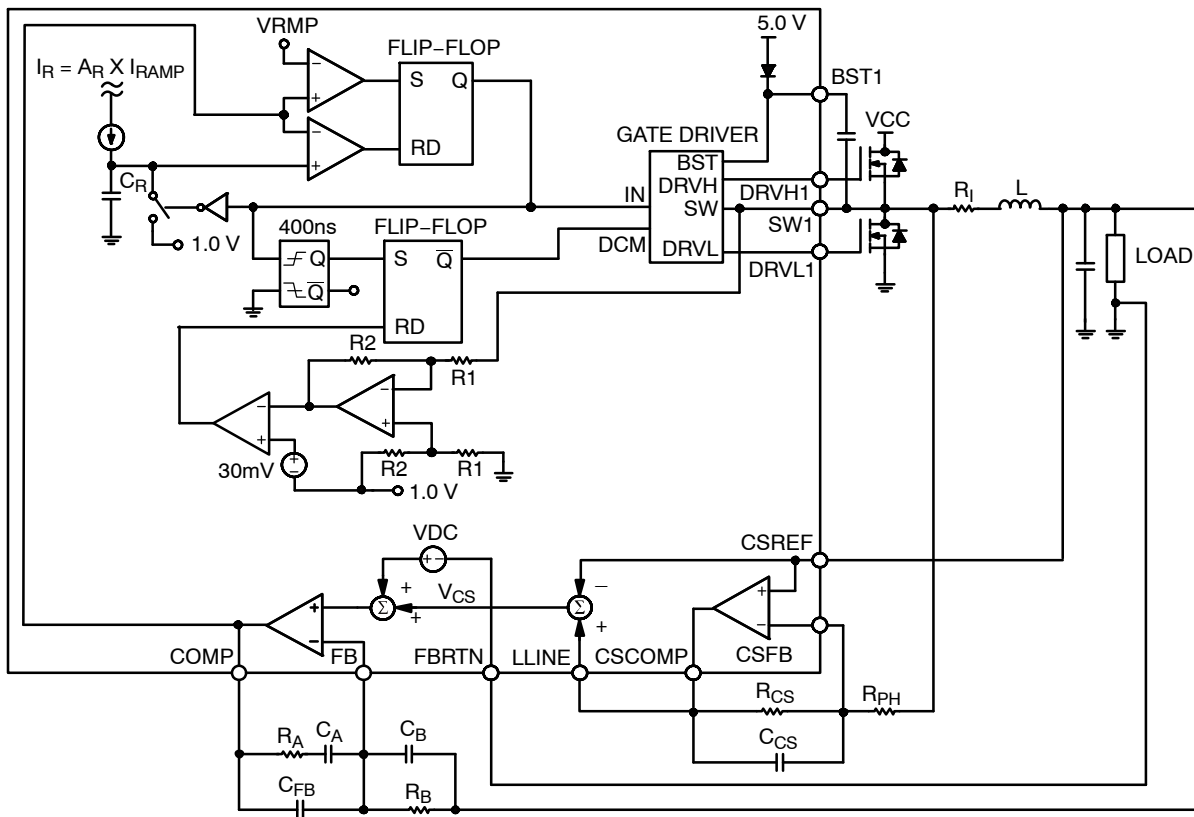 5.0 V
VRMP
FLIP−FLOP
I_R = A_R X I_RAMP
BST1
S Q
−
+
VCC
GATE DRIVER
−
+
RD
BST
DRVH
C_R
IN
DRVH1
R_I
L
SW
SW1
1.0 V
400ns
FLIP−FLOP
DCM
DRVL
DRVL1
LOAD
Q
S Q̅
Q̅
RD
R2
R1
−
+
−
+
30mV
+
−
R2
R1
1.0 V
VDC
+ −
CSREF
+
V_CS
−
+
+
Σ
+
Σ
+
−
−
COMP
FB
FBRTN
LLINE
CSCOMP
CSFB
R_CS
R_PH
R_A
C_A
C_B
C_CS
C_FB
R_B